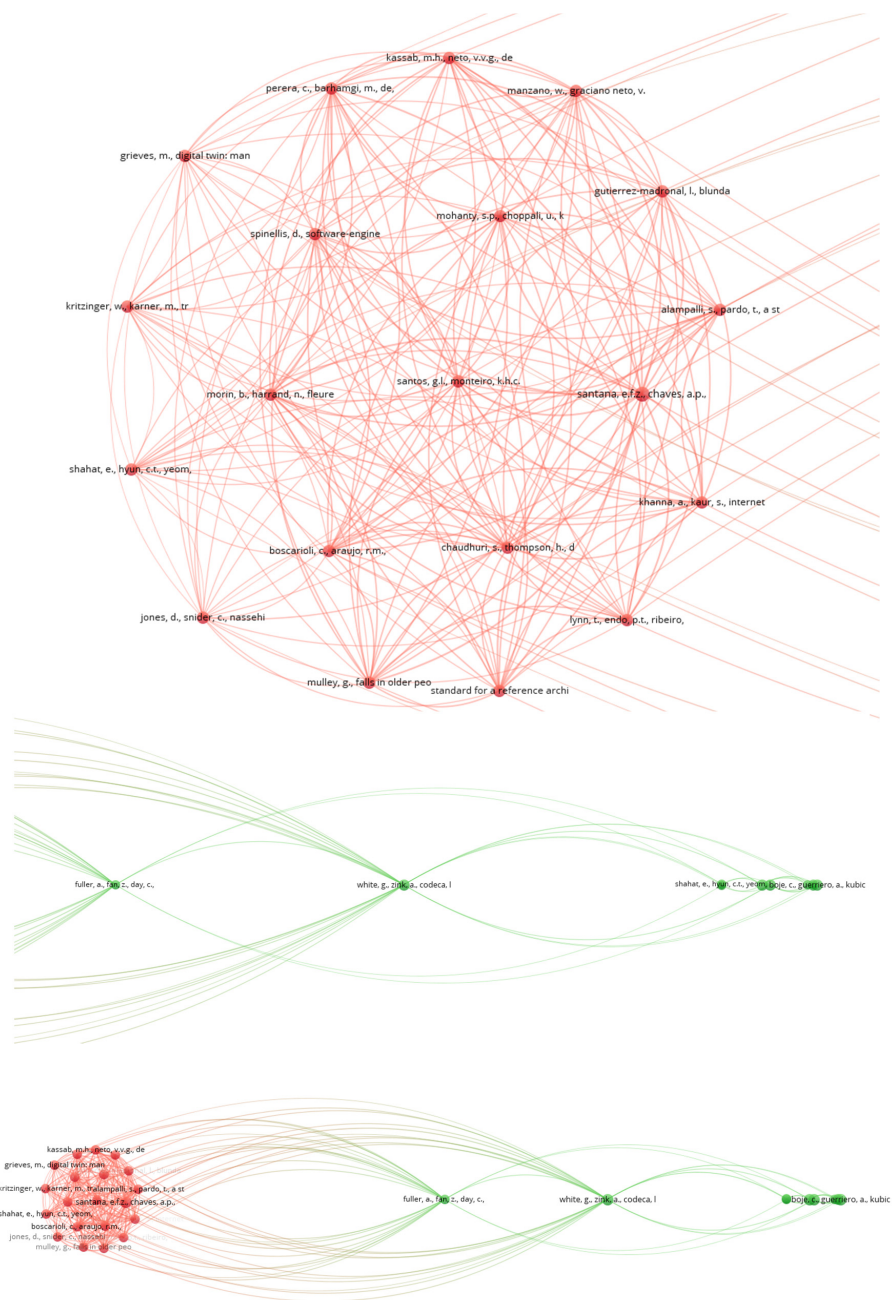 kassab, m.h., neto, v.v.g., de
perera, c., barhamgi, m., de,
manzano, w., graciano neto, v.
grieves, m., digital twin: man
gutierrez-madronal, l., blunda
mohanty, s.p., choppali, u., k
spinellis, d., software-engine
kritzinger, w., karner, m., tr
alampalli, s., pardo, t., a st
santos, g.l., monteiro, k.h.c.
morin, b., harrand, n., fleure
santana, e.f.z., chaves, a.p.,
shahat, e., hyun, c.t., yeom,
khanna, a., kaur, s., internet
boscarioli, c., araujo, r.m.,
chaudhuri, s., thompson, h., d
jones, d., snider, c., nassehi
lynn, t., endo, p.t., ribeiro,
mulley, g., falls in older peo
standard for a reference archi
fuller, a., fan, z., day, c.,
white, g., zink, a., codeca, l
shahat, e., hyun, c.t., yeom,
boje, c., guerriero, a., kubic
kassab, m.h., neto, v.v.g., de
grieves, m., digital twin: man
kritzinger, w., karner, m., tr
alampalli, s., pardo, t., a st
santana, e.f.z., chaves, a.p.,
fuller, a., fan, z., day, c.,
white, g., zink, a., codeca, l
boje, c., guerriero, a., kubic
shahat, e., hyun, c.t., yeom,
boscarioli, c., araujo, r.m.,
jones, d., snider, c., nassehi
mulley, g., falls in older peo